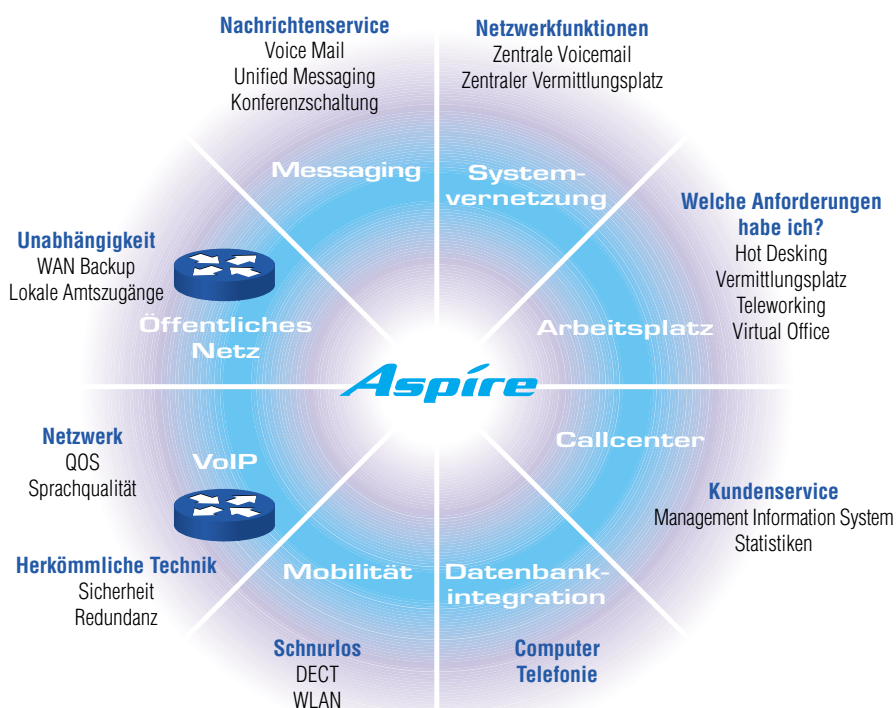 Nachrichtenservice
Voice Mail
Unified Messaging
Konferenzschaltung
Netzwerkfunktionen
Zentrale Voicemail
Zentraler Vermittlungsplatz
Messaging
System-
vernetzung
Welche Anforderungen
habe ich?
Hot Desking
Vermittlungsplatz
Teleworking
Virtual Office
Unabhängigkeit
WAN Backup
Lokale Amtszugänge
Öffentliches
Netz
Arbeitsplatz
Aspire
Netzwerk
QOS
Sprachqualität
VoIP
Callcenter
Kundenservice
Management Information System
Statistiken
Herkömmliche Technik
Sicherheit
Redundanz
Mobilität
Datenbank-
integration
Schnurlos
DECT
WLAN
Computer
Telefonie